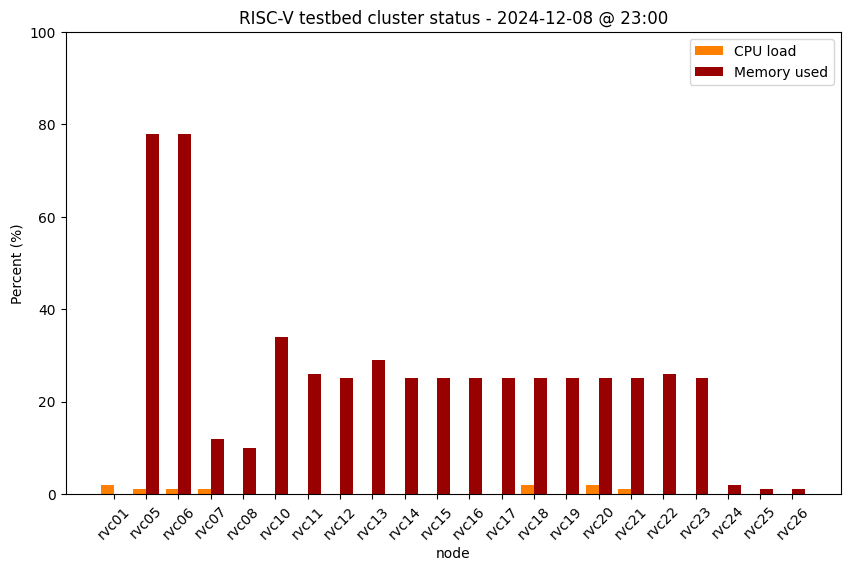 RISC-V testbed cluster status - 2024-12-08 @ 23:00
CPU load
Memory used
Percent (%)
100
80
60
40
20
0
rvc01
rvc05
rvc06
rvc07
rvc08
rvc10
rvc11
rvc12
rvc13
rvc14
rvc15
rvc16
rvc17
rvc18
rvc19
rvc20
rvc21
rvc22
rvc23
rvc24
rvc25
rvc26
node